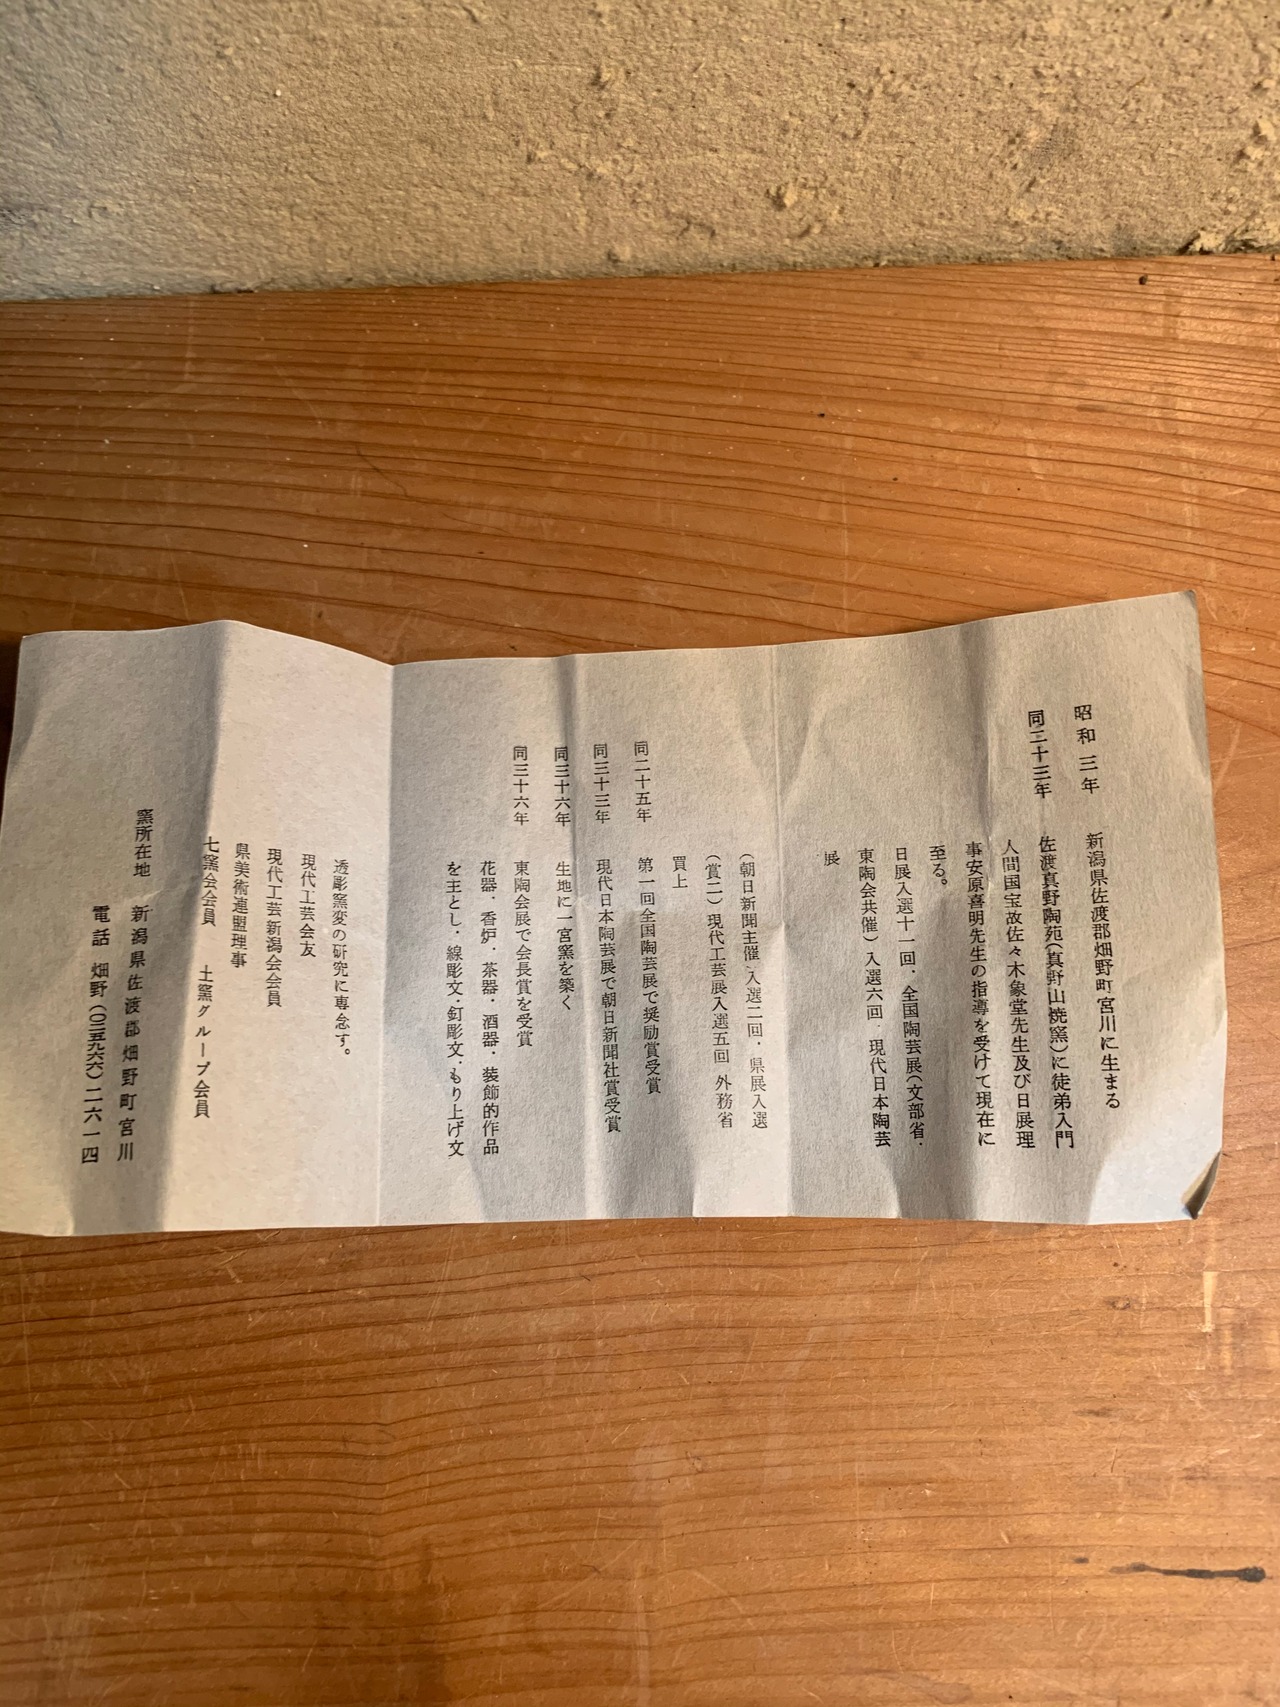 昭和三年 新潟県佐渡郡畑野町宮川に生まる
同二十三年 佐渡真野陶苑(真野山焼窯)に徒弟入門
人間国宝故佐々木象堂先生及び日展理
事安原喜明先生の指導を受けて現在に
至る。
日展入選十一回、全国陶芸展(文部省・
東陶会共催)入選六回 現代日本陶芸
展
(朝日新聞主催)入選二回・県展入選
(賞二)現代工芸展入選五回 外務省
買上
同二十五年 第一回全国陶芸展で奨励賞受賞
同三十三年 現代日本陶芸展で朝日新聞社賞受賞
同三十六年 生地に一宮窯を築く
同三十六年 東陶会展で会長賞を受賞
花器・香炉・茶器・酒器・装飾的作品
を主とし・線彫文・釘彫文・もり上げ文
透彫窯変の研究に専念す。
現代工芸会友
現代工芸新潟会会員
県美術連盟理事
七窯会会員 土窯グループ会員
窯所在地 新潟県佐渡郡畑野町宮川
電話 畑野(〇二五九六六)二六一四